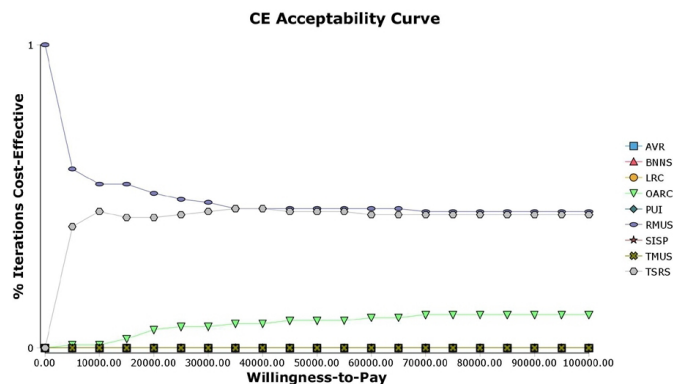 CE Acceptability Curve
1
% Iterations Cost-Effective
0
0.00 10000.00 20000.00 30000.00 40000.00 50000.00 60000.00 70000.00 80000.00 90000.00 100000.00
Willingness-to-Pay
AVR
BNNS
LRC
OARC
PUI
RMUS
SISP
TMUS
TSRS